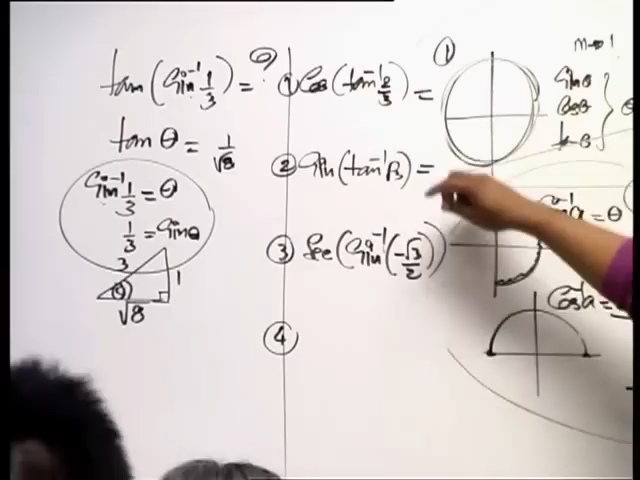 tan(sin⁻¹ 1/3) = ?
tan θ = 1/√8
sin⁻¹ 1/3 = θ
1/3 = sin θ
3
1
θ
√8
① cos(tan⁻¹ 2/3) =
② sin(tan⁻¹ √3) =
③ sec(sin⁻¹(-√3/2))
④
①
sin θ
cos θ
tan θ
= θ
cos⁻¹ a =